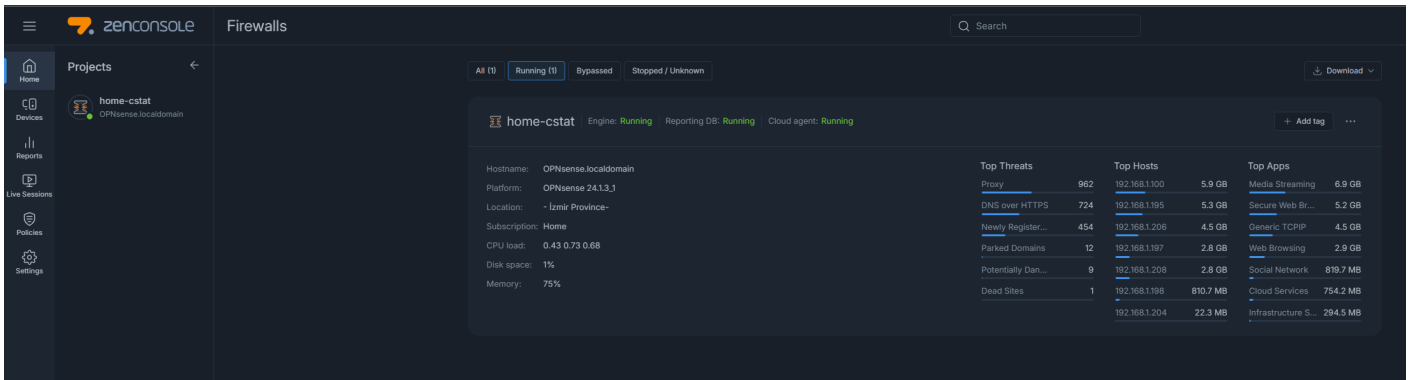 zenconsole
Firewalls
Search
Home
Devices
Reports
Live Sessions
Policies
Settings
Projects
home-cstat
OPNsense.localdomain
All (1)
Running (1)
Bypassed
Stopped / Unknown
Download
home-cstat
Engine: Running
Reporting DB: Running
Cloud agent: Running
Add tag
Hostname: OPNsense.localdomain
Platform: OPNsense 24.1.3_1
Location: - İzmir Province-
Subscription: Home
CPU load: 0.43 0.73 0.68
Disk space: 1%
Memory: 75%
Top Threats
Proxy 962
DNS over HTTPS 724
Newly Register... 454
Parked Domains 12
Potentially Dan... 9
Dead Sites 1
Top Hosts
192.168.1.100 5.9 GB
192.168.1.195 5.3 GB
192.168.1.206 4.5 GB
192.168.1.197 2.8 GB
192.168.1.208 2.8 GB
192.168.1.198 810.7 MB
192.168.1.204 22.3 MB
Top Apps
Media Streaming 6.9 GB
Secure Web Br... 5.2 GB
Generic TCPIP 4.5 GB
Web Browsing 2.9 GB
Social Network 819.7 MB
Cloud Services 754.2 MB
Infrastructure S... 294.5 MB